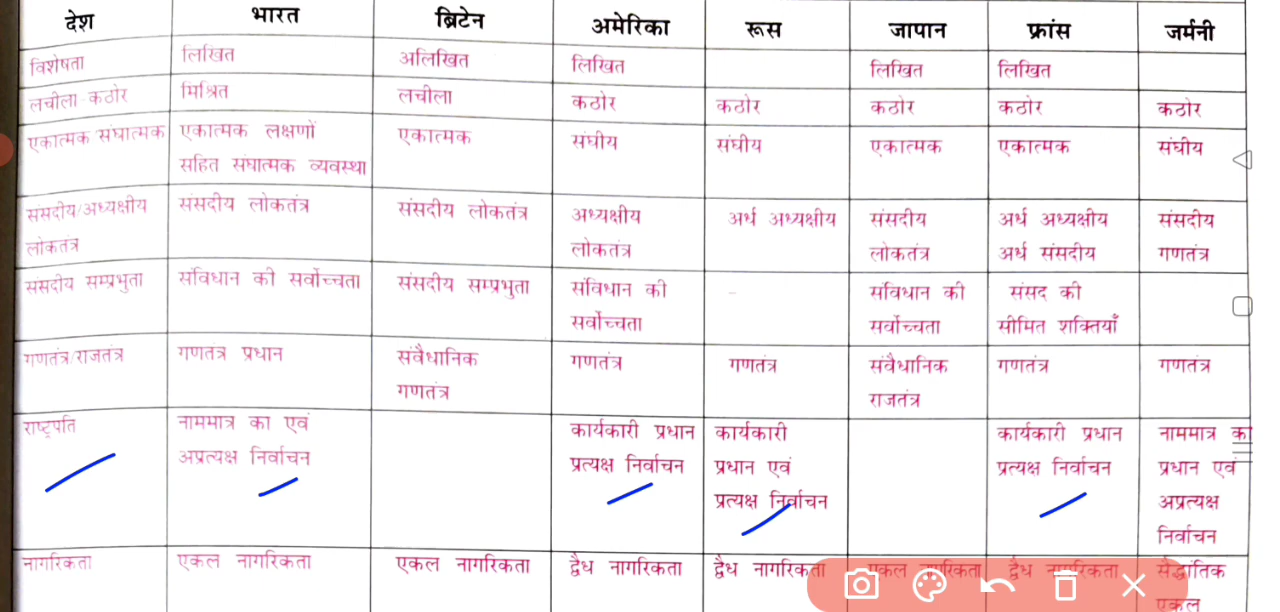 देश भारत ब्रिटेन अमेरिका रूस जापान फ्रांस जर्मनी
विशेषता लिखित अलिखित लिखित लिखित लिखित
लचीला कठोर मिश्रित लचीला कठोर कठोर कठोर कठोर कठोर
एकात्मक संघात्मक एकात्मक लक्षणों एकात्मक संघीय संघीय एकात्मक एकात्मक संघीय
सहित संघात्मक व्यवस्था
संसदीय/अध्यक्षीय संसदीय लोकतंत्र संसदीय लोकतंत्र अध्यक्षीय अर्ध अध्यक्षीय संसदीय अर्ध अध्यक्षीय संसदीय
लोकतंत्र लोकतंत्र लोकतंत्र अर्ध संसदीय गणतंत्र
संसदीय सम्प्रभुता संविधान की सर्वोच्चता संसदीय सम्प्रभुता संविधान की – संविधान की संसद की
सर्वोच्चता सर्वोच्चता सीमित शक्तियाँ
गणतंत्र/राजतंत्र गणतंत्र प्रधान संवैधानिक गणतंत्र गणतंत्र संवैधानिक गणतंत्र गणतंत्र
गणतंत्र राजतंत्र
राष्ट्रपति नाममात्र का एवं कार्यकारी प्रधान कार्यकारी कार्यकारी प्रधान नाममात्र का
अप्रत्यक्ष निर्वाचन प्रत्यक्ष निर्वाचन प्रधान एवं प्रत्यक्ष निर्वाचन प्रधान एवं
प्रत्यक्ष निर्वाचन अप्रत्यक्ष
निर्वाचन
नागरिकता एकल नागरिकता एकल नागरिकता द्वैध नागरिकता द्वैध नागरिकता एकल नागरिकता द्वैध नागरिकता सैद्धांतिक
एकल